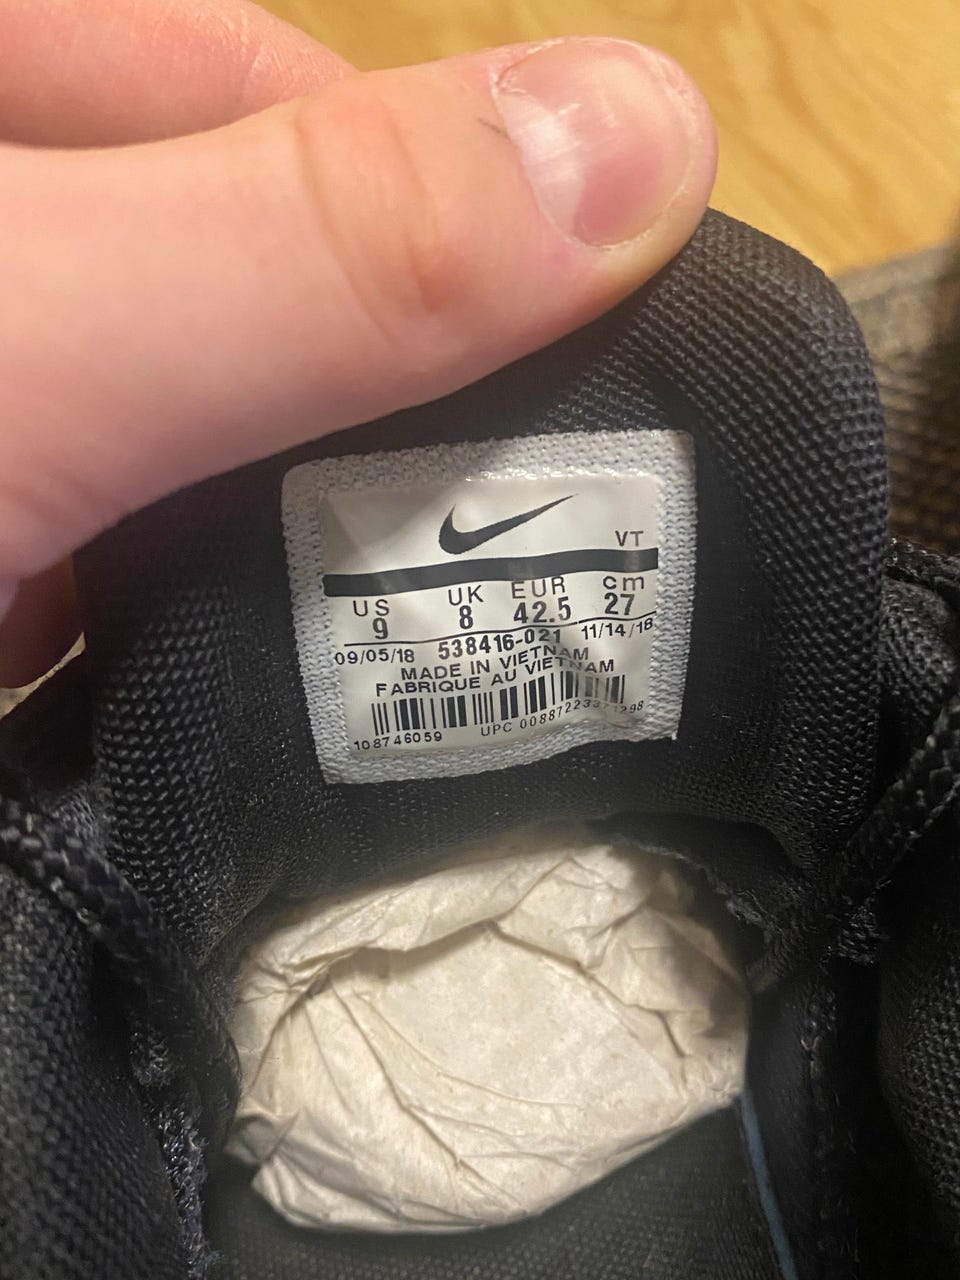 VT
US UK EUR cm
9 8 42.5 27
09/05/18 538416-021 11/14/18
MADE IN VIETNAM
FABRIQUE AU VIETNAM
108746059 UPC